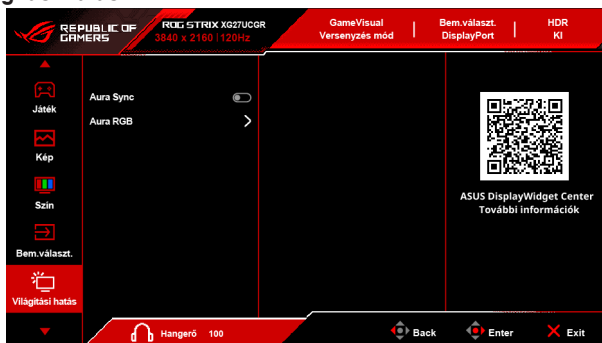 REPUBLIC OF
GAMERS
ROG STRIX XG27UCGR
3840 x 2160 120Hz
GameVisual
Versenyzés mód
Bem.választ.
DisplayPort
HDR
KI
Játék
Kép
Szín
Bem.választ.
Világítási hatás
Aura Sync
Aura RGB
ASUS DisplayWidget Center
További információk
Hangerő 100
Back
Enter
Exit